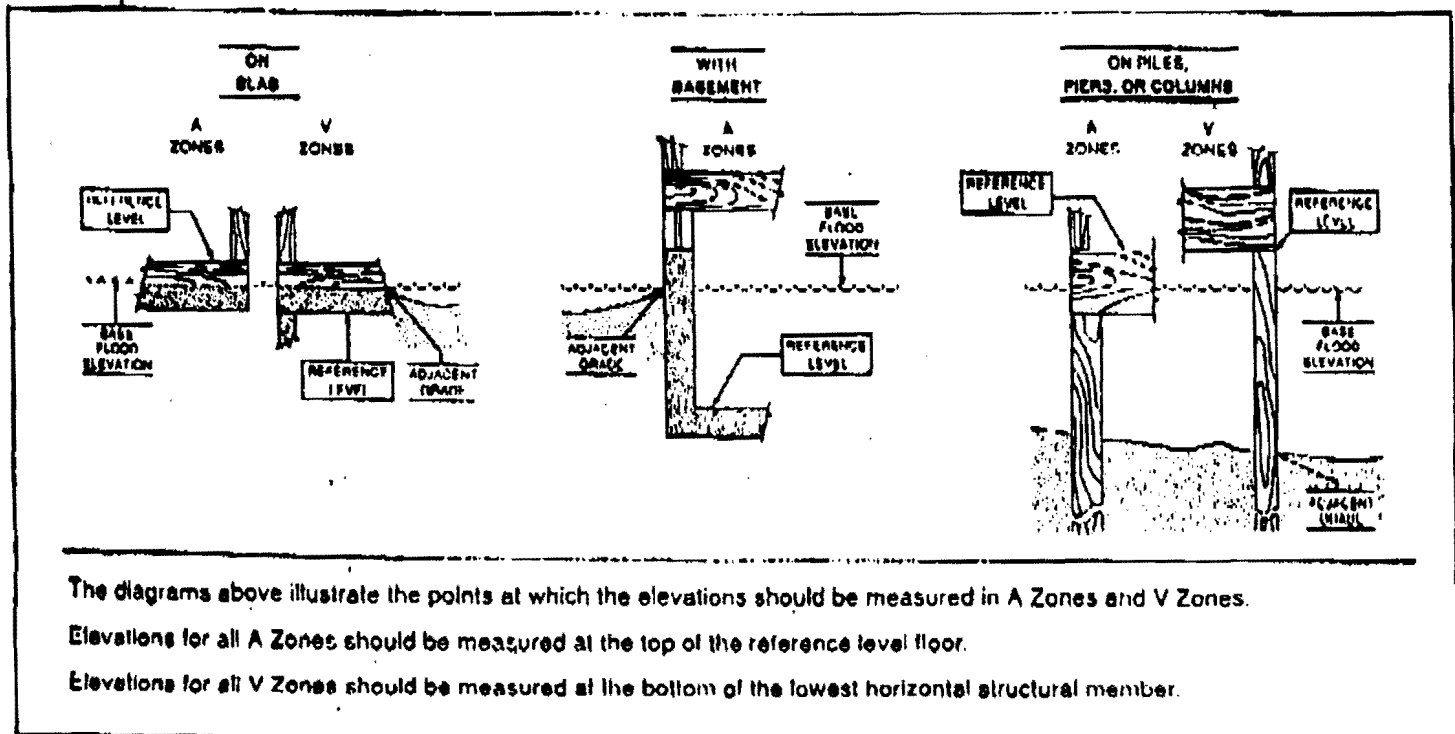 ON
SLAB
A
ZONES
V
ZONES
REFERENCE
LEVEL
BASE
FLOOD
ELEVATION
REFERENCE
LEVEL
ADJACENT
GRADE
WITH
BASEMENT
A
ZONES
BASE
FLOOD
ELEVATION
ADJACENT
GRADE
REFERENCE
LEVEL
ON PILES,
PIERS, OR COLUMNS
A
ZONES
V
ZONES
REFERENCE
LEVEL
REFERENCE
LEVEL
BASE
FLOOD
ELEVATION
ADJACENT
The diagrams above illustrate the points at which the elevations should be measured in A Zones and V Zones.
Elevations for all A Zones should be measured at the top of the reference level floor.
Elevations for all V Zones should be measured at the bottom of the lowest horizontal structural member.